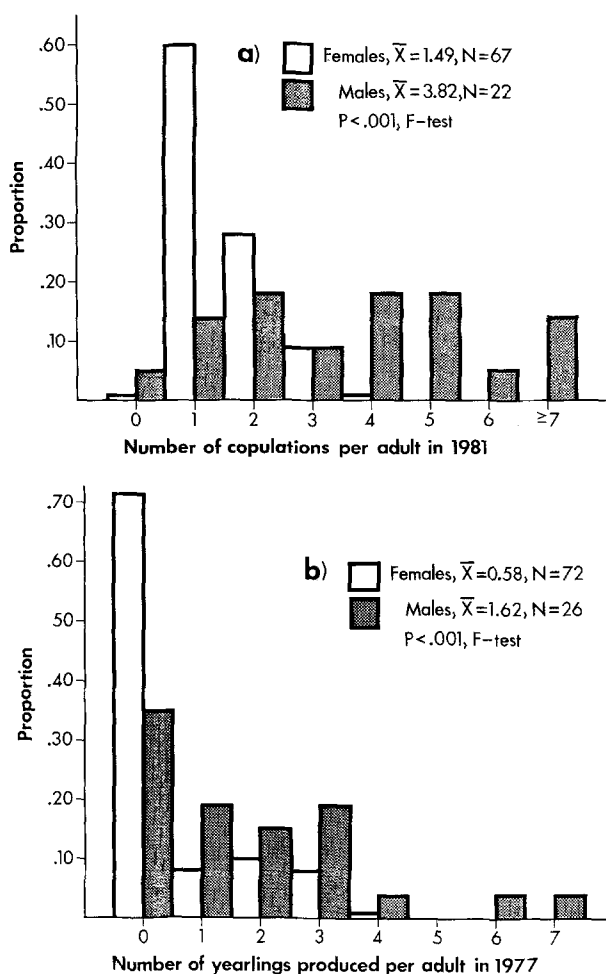 .60
.50
.40
.30
.20
.10
Proportion
a)
Females, X̄=1.49, N=67
Males, X̄=3.82, N=22
P<.001, F-test
0 1 2 3 4 5 6 ≥7
Number of copulations per adult in 1981
.70
.60
.50
.40
.30
.20
.10
Proportion
b)
Females, X̄=0.58, N=72
Males, X̄=1.62, N=26
P<.001, F-test
0 1 2 3 4 5 6 7
Number of yearlings produced per adult in 1977